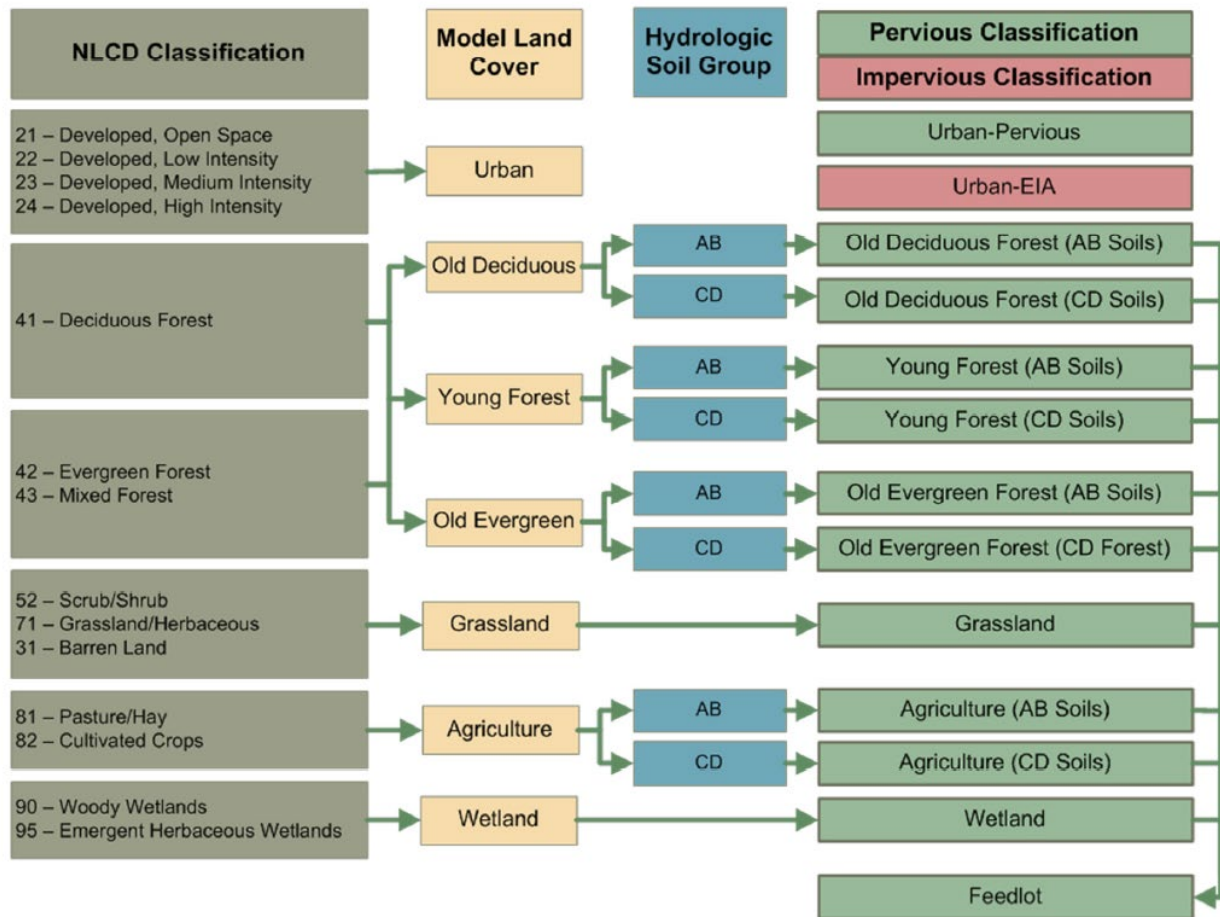 NLCD Classification
Model Land
Cover
Hydrologic
Soil Group
Pervious Classification
Impervious Classification
21 – Developed, Open Space
22 – Developed, Low Intensity
23 – Developed, Medium Intensity
24 – Developed, High Intensity
Urban
Urban-Pervious
Urban-EIA
41 – Deciduous Forest
42 – Evergreen Forest
43 – Mixed Forest
Old Deciduous
AB
Old Deciduous Forest (AB Soils)
CD
Old Deciduous Forest (CD Soils)
Young Forest
AB
Young Forest (AB Soils)
CD
Young Forest (CD Soils)
Old Evergreen
AB
Old Evergreen Forest (AB Soils)
CD
Old Evergreen Forest (CD Forest)
52 – Scrub/Shrub
71 – Grassland/Herbaceous
31 – Barren Land
Grassland
Grassland
81 – Pasture/Hay
82 – Cultivated Crops
Agriculture
AB
Agriculture (AB Soils)
CD
Agriculture (CD Soils)
90 – Woody Wetlands
95 – Emergent Herbaceous Wetlands
Wetland
Wetland
Feedlot